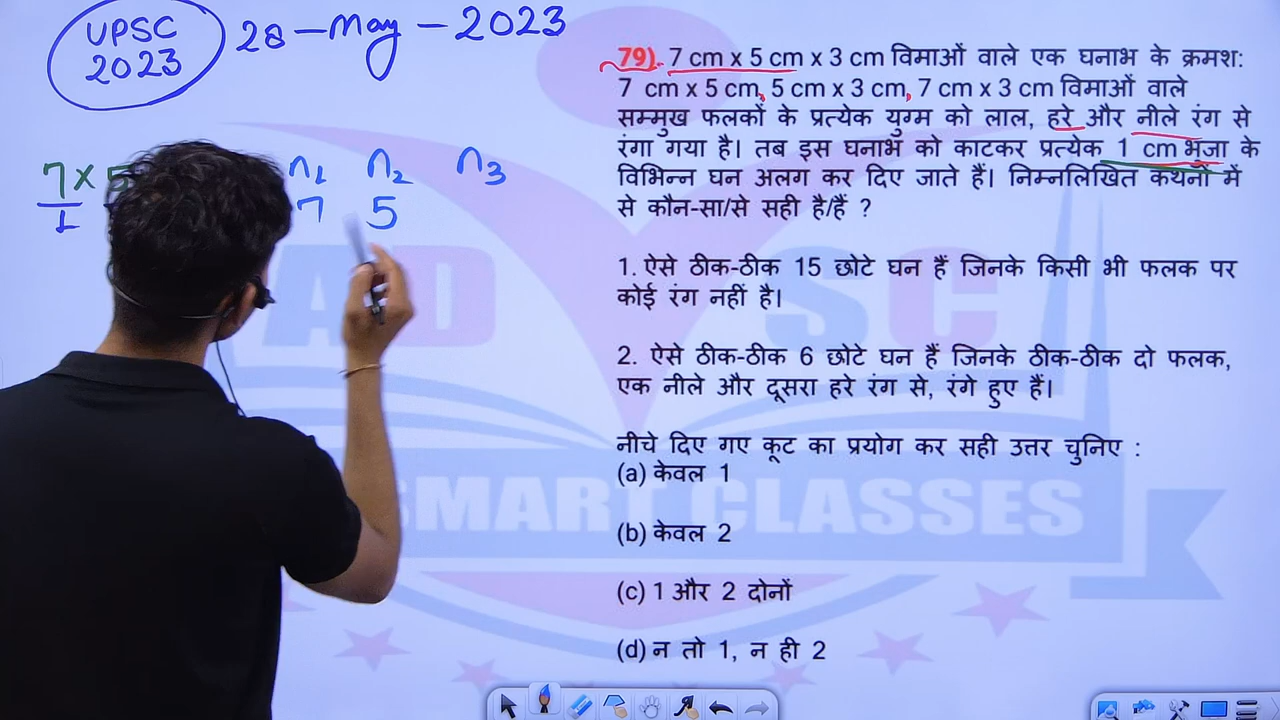 UPSC
2023
28-May-2023
7 x 5
1
n1 n2 n3
7 5
79). 7 cm x 5 cm x 3 cm विमाओं वाले एक घनाभ के क्रमश:
7 cm x 5 cm, 5 cm x 3 cm, 7 cm x 3 cm विमाओं वाले
सम्मुख फलकों के प्रत्येक युग्म को लाल, हरे और नीले रंग से
रंगा गया है। तब इस घनाभ को काटकर प्रत्येक 1 cm भुजा के
विभिन्न घन अलग कर दिए जाते हैं। निम्नलिखित कथनों में
से कौन-सा/से सही है/हैं ?
1. ऐसे ठीक-ठीक 15 छोटे घन हैं जिनके किसी भी फलक पर
कोई रंग नहीं है।
2. ऐसे ठीक-ठीक 6 छोटे घन हैं जिनके ठीक-ठीक दो फलक,
एक नीले और दूसरा हरे रंग से, रंगे हुए हैं।
नीचे दिए गए कूट का प्रयोग कर सही उत्तर चुनिए :
(a) केवल 1
(b) केवल 2
(c) 1 और 2 दोनों
(d) न तो 1, न ही 2
AD SC
SMART CLASSES